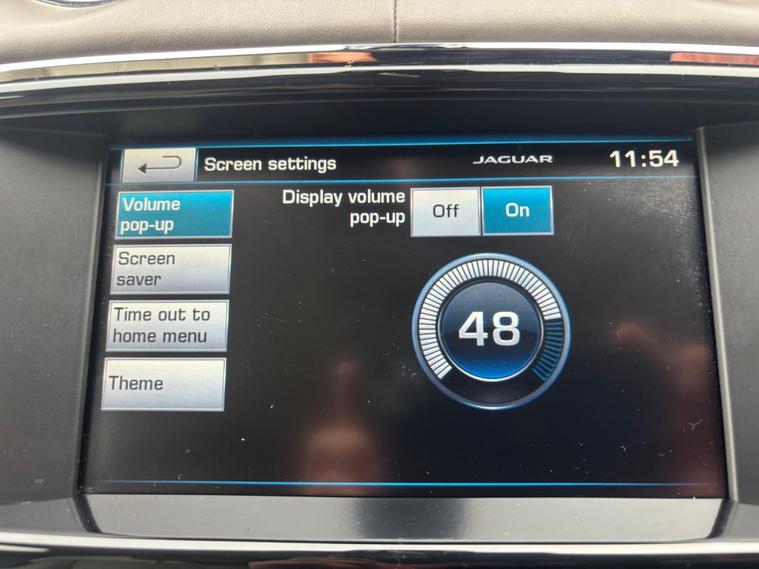 Screen settings
JAGUAR
11:54
Volume
pop-up
Display volume
pop-up
Off
On
Screen
saver
Time out to
home menu
48
Theme